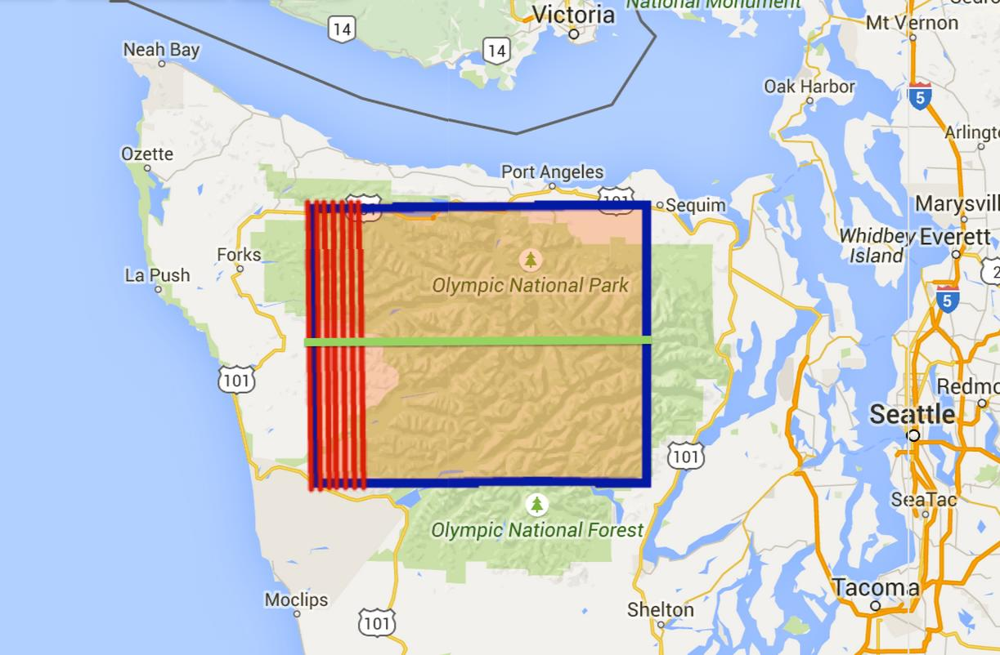 National Monument
Victoria
14
14
Mt Vernon
Neah Bay
Oak Harbor
5
Arlingt
Ozette
Port Angeles
101
Sequim
Marysvill
Whidbey
Island
Everett
2
Forks
La Push
Olympic National Park
5
101
Redmo
Seattle
101
SeaTac
Olympic National Forest
Tacoma
Moclips
Shelton
101